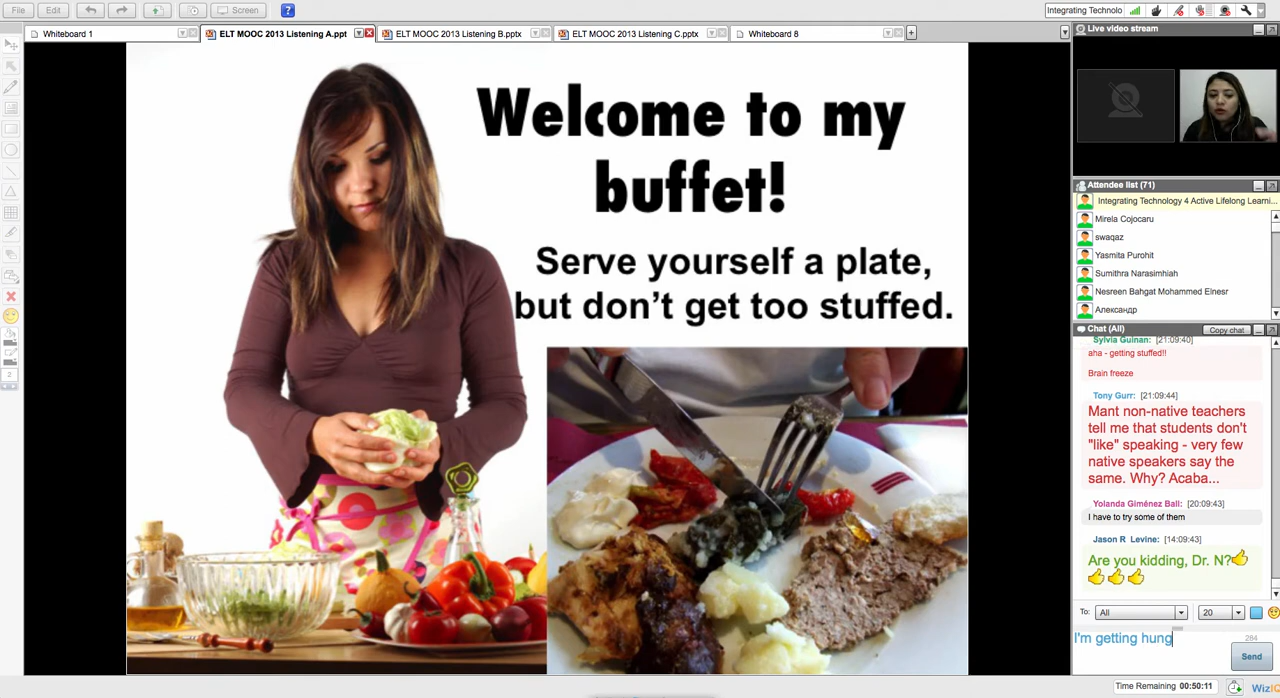 File
Edit
Screen
?
Integrating Technolo
Whiteboard 1
ELT MOOC 2013 Listening A.ppt
ELT MOOC 2013 Listening B.pptx
ELT MOOC 2013 Listening C.pptx
Whiteboard 8
Live video stream
Welcome to my
buffet!
Serve yourself a plate,
but don’t get too stuffed.
2
Attendee list (71)
Integrating Technology 4 Active Lifelong Learni...
Mirela Cojocaru
swaqaz
Yasmita Purohit
Sumithra Narasimhiah
Nesreen Bahgat Mohammed Elnesr
Александр
Chat (All)
Copy chat
Sylvia Guinan: [21:09:40]
aha - getting stuffed!!
Brain freeze
Tony Gurr: [21:09:44]
Mant non-native teachers
tell me that students don't
"like" speaking - very few
native speakers say the
same. Why? Acaba...
Yolanda Giménez Ball: [20:09:43]
I have to try some of them
Jason R Levine: [14:09:43]
Are you kidding, Dr. N?
To:
All
20
I'm getting hung
284
Send
Time Remaining 00:50:11
WizIQ